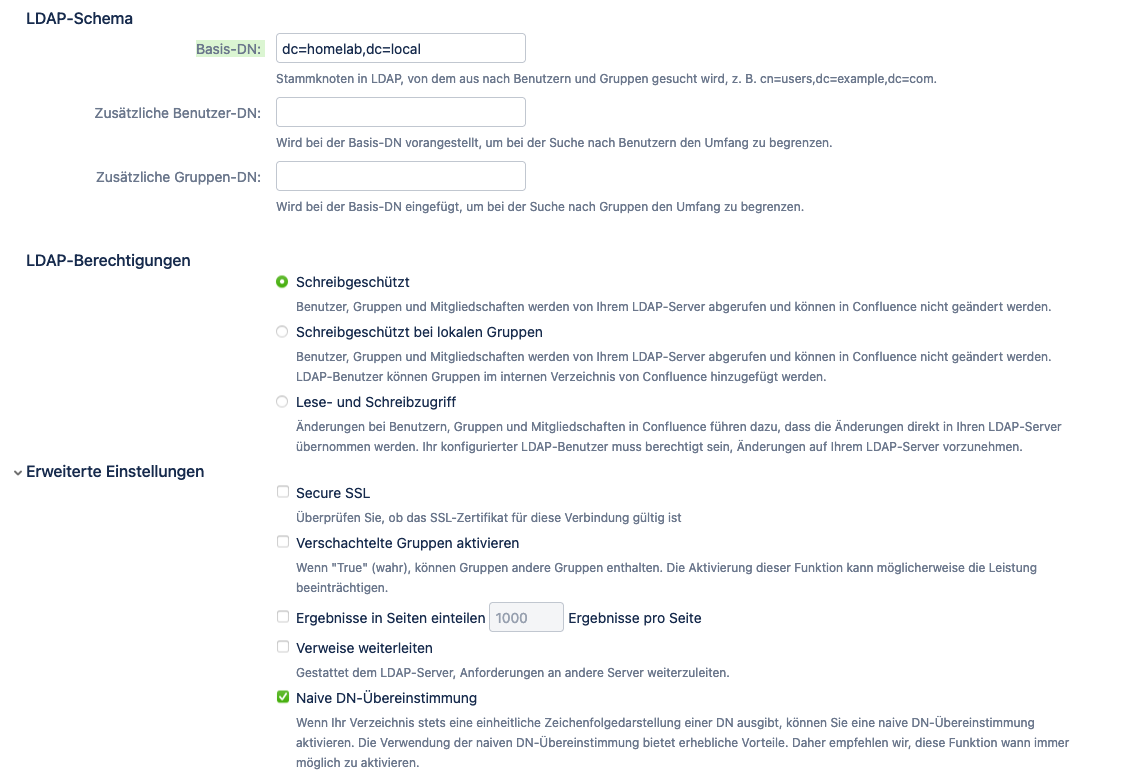 LDAP-Schema
Basis-DN: dc=homelab,dc=local
Stammknoten in LDAP, von dem aus nach Benutzern und Gruppen gesucht wird, z. B. cn=users,dc=example,dc=com.
Zusätzliche Benutzer-DN:
Wird bei der Basis-DN vorangestellt, um bei der Suche nach Benutzern den Umfang zu begrenzen.
Zusätzliche Gruppen-DN:
Wird bei der Basis-DN eingefügt, um bei der Suche nach Gruppen den Umfang zu begrenzen.
LDAP-Berechtigungen
Schreibgeschützt
Benutzer, Gruppen und Mitgliedschaften werden von Ihrem LDAP-Server abgerufen und können in Confluence nicht geändert werden.
Schreibgeschützt bei lokalen Gruppen
Benutzer, Gruppen und Mitgliedschaften werden von Ihrem LDAP-Server abgerufen und können in Confluence nicht geändert werden.
LDAP-Benutzer können Gruppen im internen Verzeichnis von Confluence hinzugefügt werden.
Lese- und Schreibzugriff
Änderungen bei Benutzern, Gruppen und Mitgliedschaften in Confluence führen dazu, dass die Änderungen direkt in Ihren LDAP-Server
übernommen werden. Ihr konfigurierter LDAP-Benutzer muss berechtigt sein, Änderungen auf Ihrem LDAP-Server vorzunehmen.
Erweiterte Einstellungen
Secure SSL
Überprüfen Sie, ob das SSL-Zertifikat für diese Verbindung gültig ist
Verschachtelte Gruppen aktivieren
Wenn "True" (wahr), können Gruppen andere Gruppen enthalten. Die Aktivierung dieser Funktion kann möglicherweise die Leistung
beeinträchtigen.
Ergebnisse in Seiten einteilen 1000 Ergebnisse pro Seite
Verweise weiterleiten
Gestattet dem LDAP-Server, Anforderungen an andere Server weiterzuleiten.
Naive DN-Übereinstimmung
Wenn Ihr Verzeichnis stets eine einheitliche Zeichenfolgedarstellung einer DN ausgibt, können Sie eine naive DN-Übereinstimmung
aktivieren. Die Verwendung der naiven DN-Übereinstimmung bietet erhebliche Vorteile. Daher empfehlen wir, diese Funktion wann immer
möglich zu aktivieren.